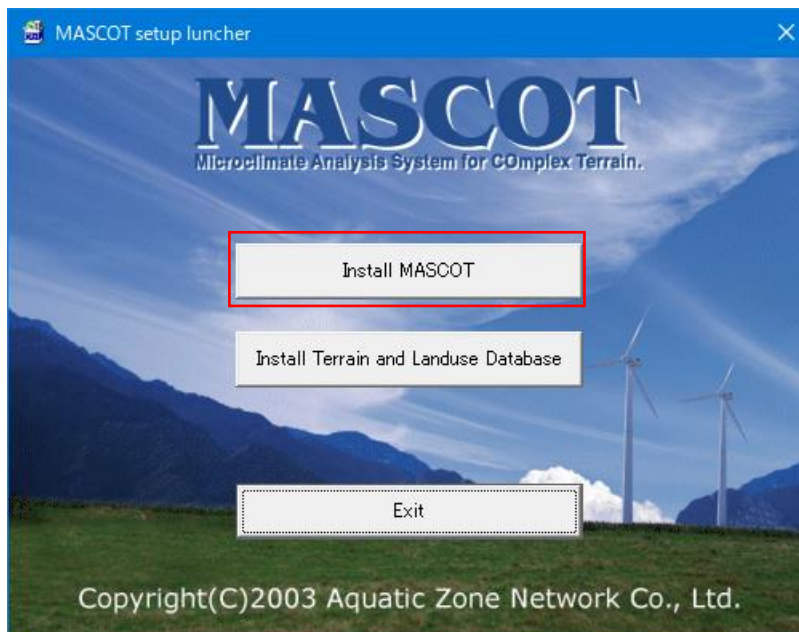 MASCOT setup luncher
MASCOT
Microclimate Analysis System for COmplex Terrain.
Install MASCOT
Install Terrain and Landuse Database
Exit
Copyright(C)2003 Aquatic Zone Network Co., Ltd.